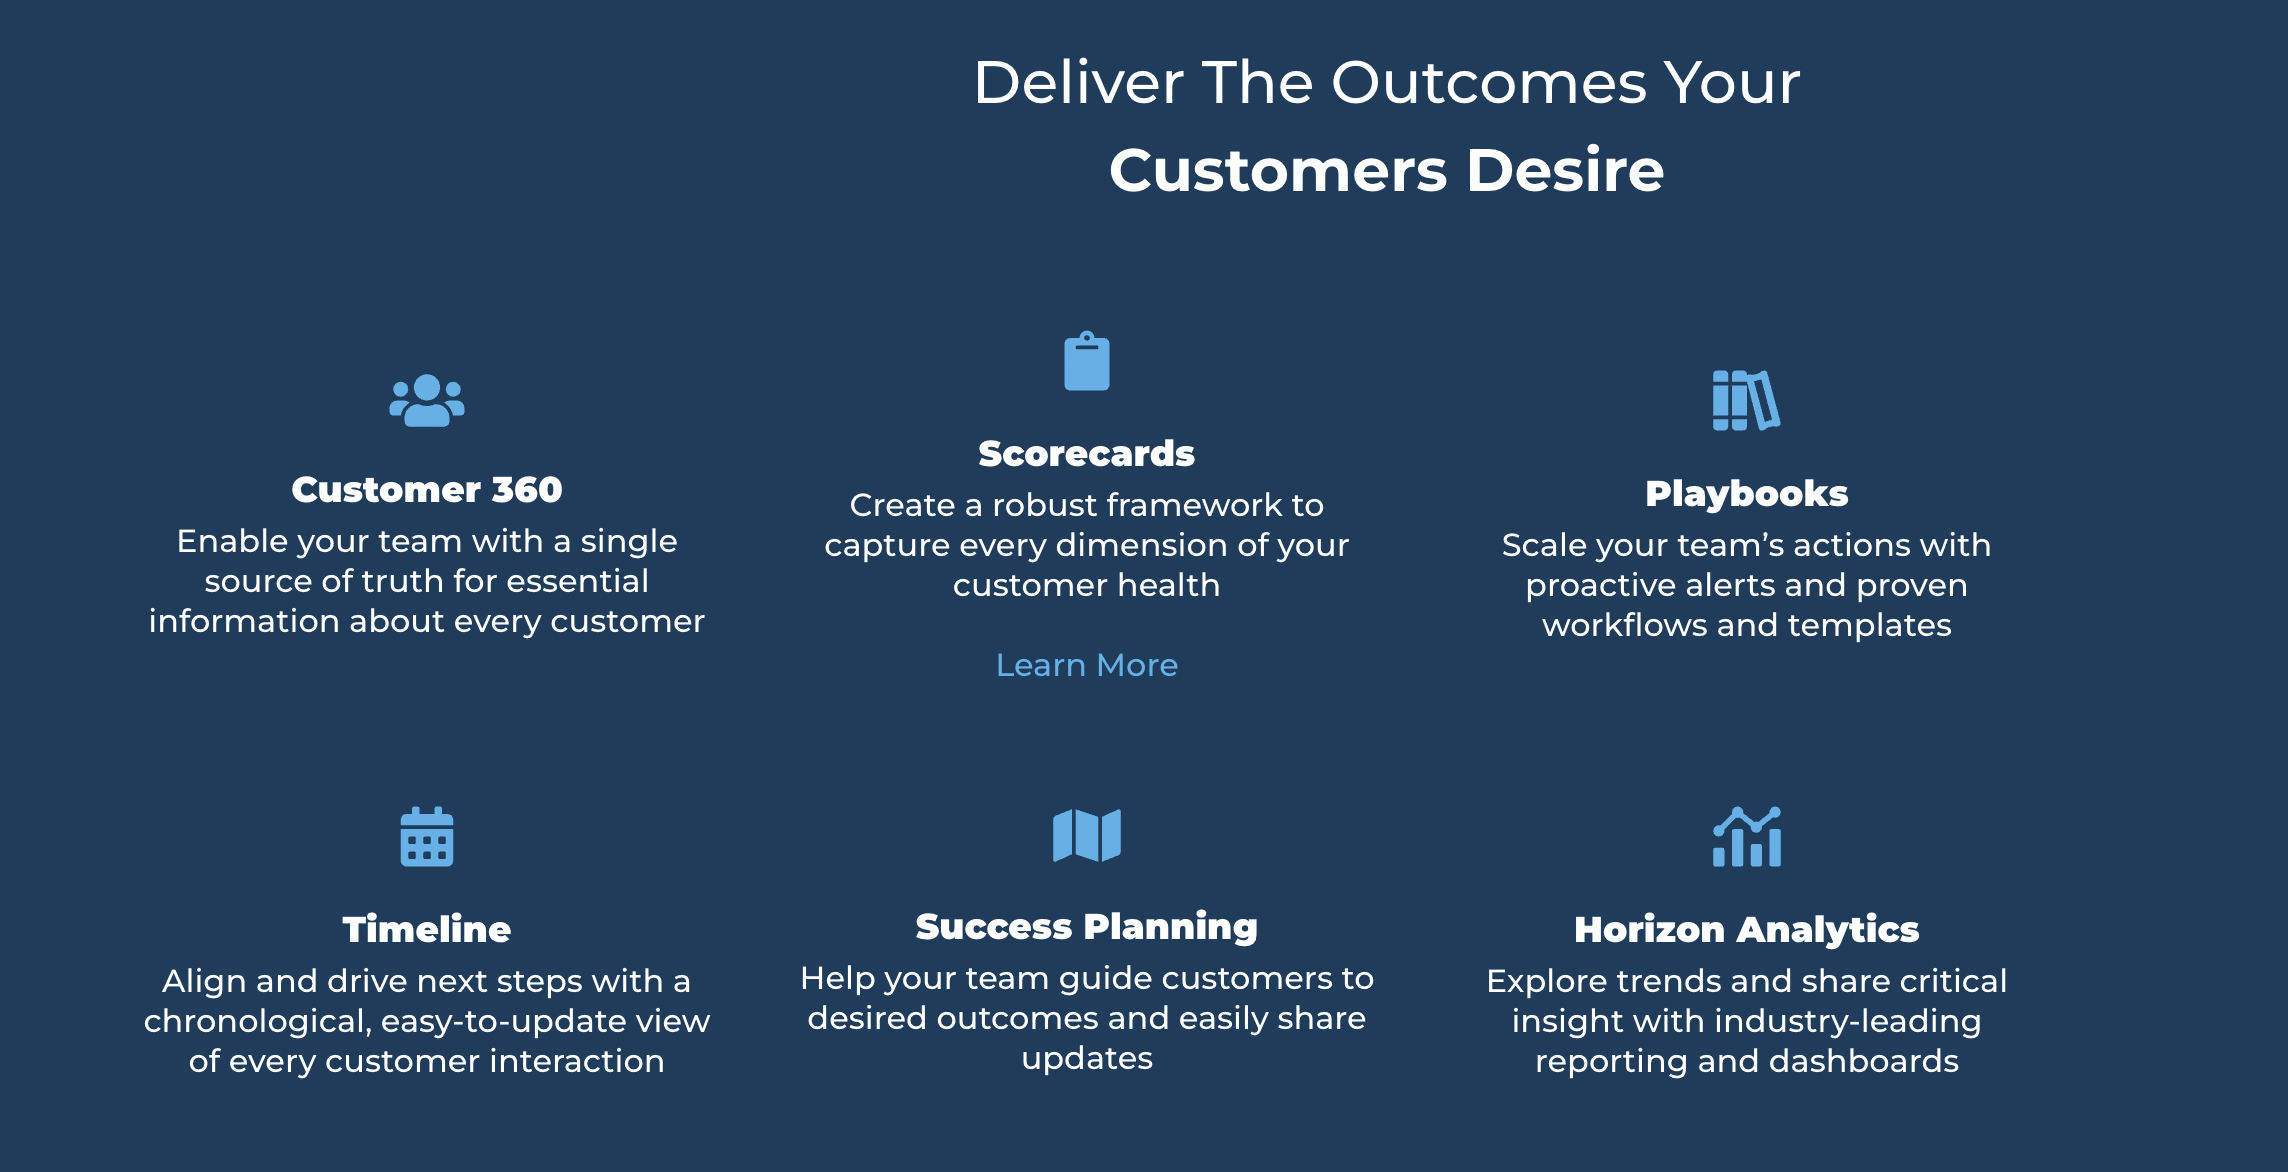 Deliver The Outcomes Your
Customers Desire
Customer 360
Enable your team with a single
source of truth for essential
information about every customer
Scorecards
Create a robust framework to
capture every dimension of your
customer health
Learn More
Playbooks
Scale your team’s actions with
proactive alerts and proven
workflows and templates
Timeline
Align and drive next steps with a
chronological, easy-to-update view
of every customer interaction
Success Planning
Help your team guide customers to
desired outcomes and easily share
updates
Horizon Analytics
Explore trends and share critical
insight with industry-leading
reporting and dashboards